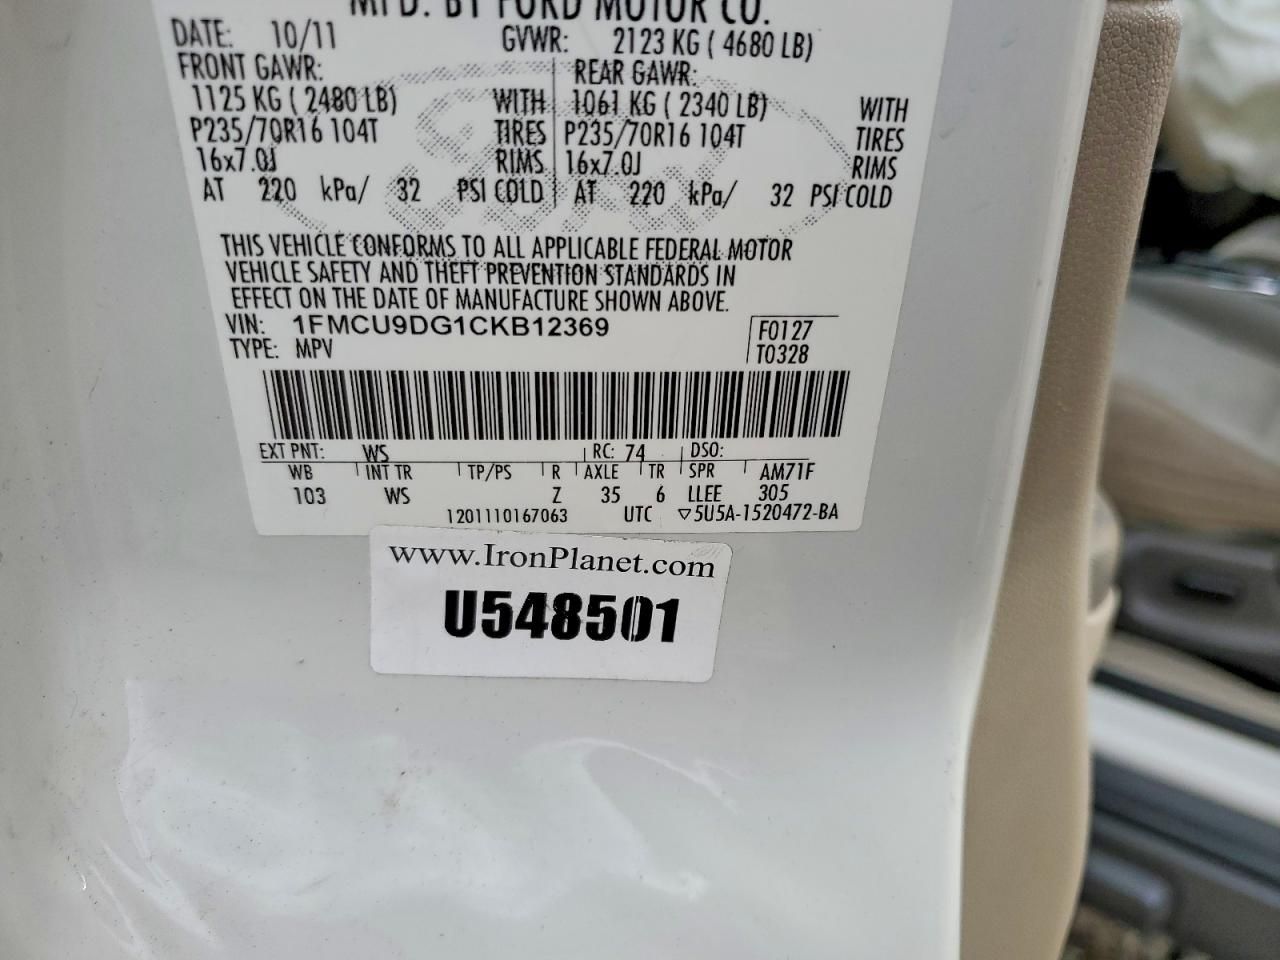 MFD. BY FORD MOTOR CO.
DATE: 10/11 GVWR: 2123 KG ( 4680 LB)
FRONT GAWR: REAR GAWR:
1125 KG ( 2480 LB) WITH 1061 KG ( 2340 LB) WITH
P235/70R16 104T TIRES P235/70R16 104T TIRES
16x7.0J RIMS 16x7.0J RIMS
AT 220 kPa/ 32 PSI COLD AT 220 kPa/ 32 PSI COLD
THIS VEHICLE CONFORMS TO ALL APPLICABLE FEDERAL MOTOR
VEHICLE SAFETY AND THEFT PREVENTION STANDARDS IN
EFFECT ON THE DATE OF MANUFACTURE SHOWN ABOVE.
VIN: 1FMCU9DG1CKB12369 F0127
TYPE: MPV T0328
EXT PNT: WS RC: 74 DSO:
WB INT TR TP/PS R AXLE TR SPR AM71F
103 WS Z 35 6 LLEE 305
1201110167063 UTC ▽5U5A-1520472-BA
www.IronPlanet.com
U548501